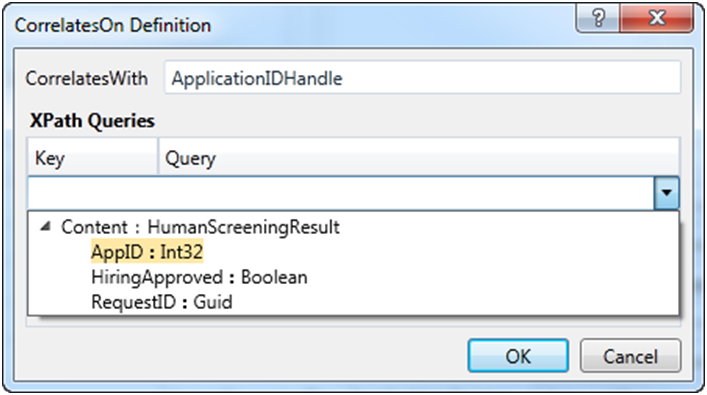 CorrelatesOn Definition
?
CorrelatesWith ApplicationIDHandle
XPath Queries
Key Query
Content : HumanScreeningResult
AppID : Int32
HiringApproved : Boolean
RequestID : Guid
OK Cancel